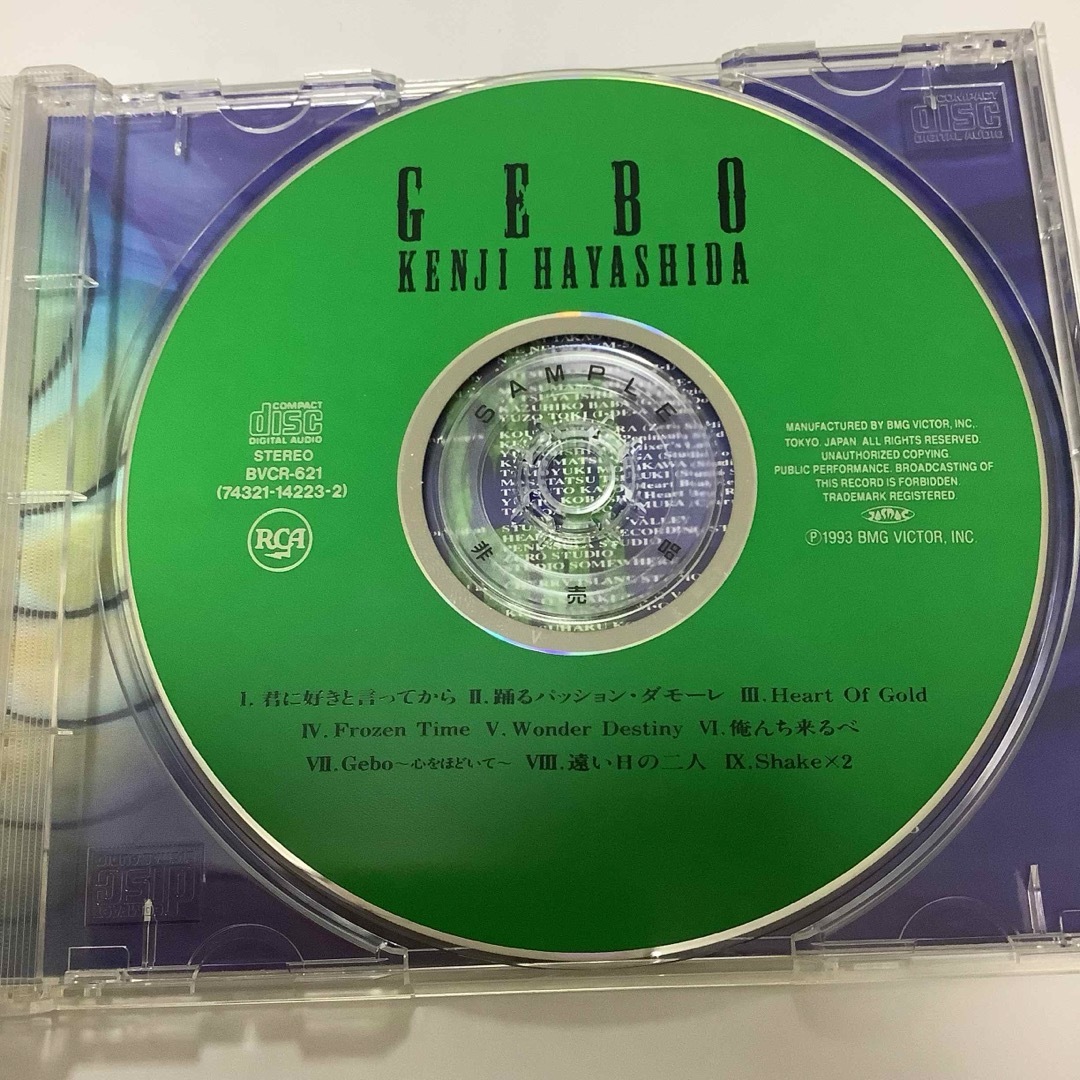 GEBO
KENJI HAYASHIDA
COMPACT
disc
DIGITAL AUDIO
STEREO
BVCR-621
(74321-14223-2)
RCA
SAMPLE
非売品
MANUFACTURED BY BMG VICTOR, INC.
TOKYO. JAPAN. ALL RIGHTS RESERVED.
UNAUTHORIZED COPYING.
PUBLIC PERFORMANCE. BROADCASTING OF
THIS RECORD IS FORBIDDEN.
TRADEMARK REGISTERED.
JASRAC
Ⓟ1993 BMG VICTOR, INC.
Ⅰ. 君に好きと言ってから Ⅱ. 踊るパッション・ダモーレ Ⅲ. Heart Of Gold
Ⅳ. Frozen Time Ⅴ. Wonder Destiny Ⅵ. 俺んち来るべ
Ⅶ. Gebo～心をほどいて～ Ⅷ. 遠い日の二人 Ⅸ. Shake×2
COMPACT
disc
DIGITAL AUDIO